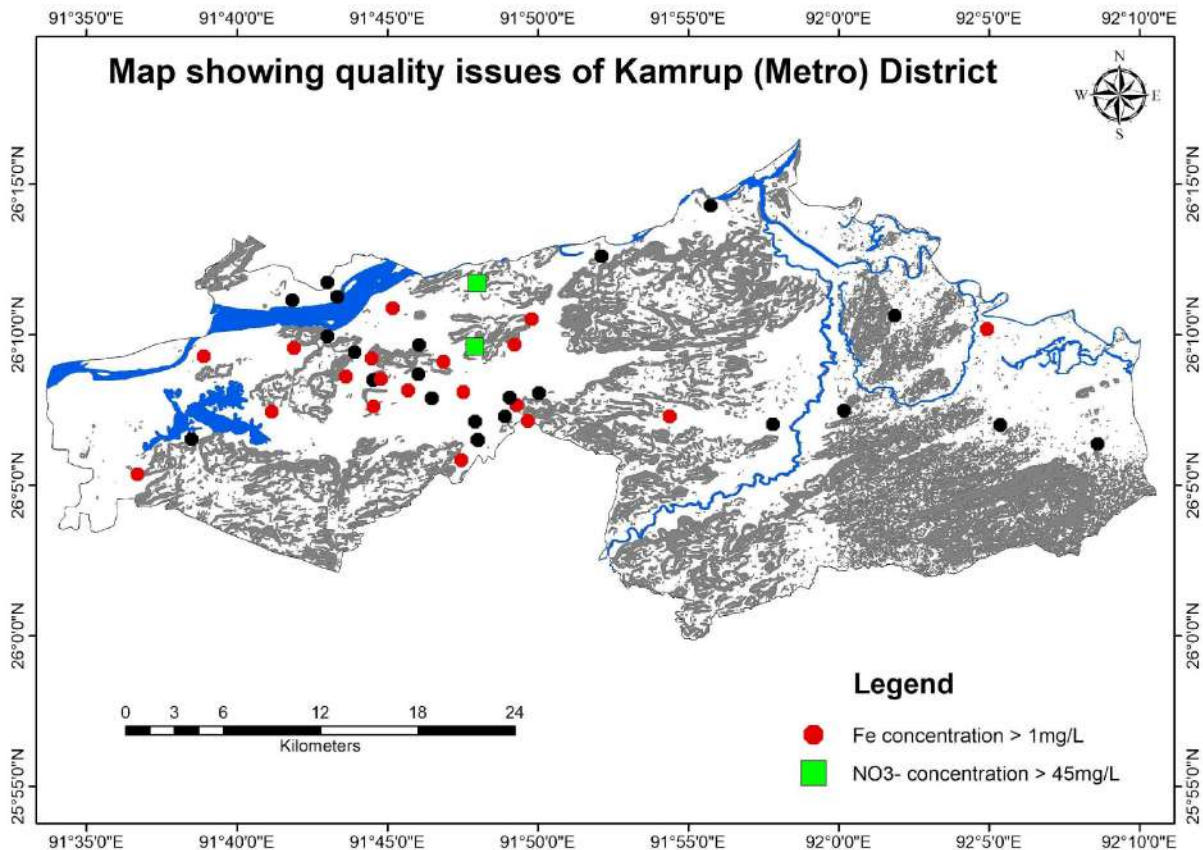 91°35'0"E 91°40'0"E 91°45'0"E 91°50'0"E 91°55'0"E 92°0'0"E 92°5'0"E 92°10'0"E
Map showing quality issues of Kamrup (Metro) District
N
W E
S
26°15'0"N 26°15'0"N
26°10'0"N 26°10'0"N
26°5'0"N 26°5'0"N
26°0'0"N 26°0'0"N
Legend
0 3 6 12 18 24
Kilometers
Fe concentration > 1mg/L
NO3- concentration > 45mg/L
25°55'0"N 25°55'0"N
91°35'0"E 91°40'0"E 91°45'0"E 91°50'0"E 91°55'0"E 92°0'0"E 92°5'0"E 92°10'0"E